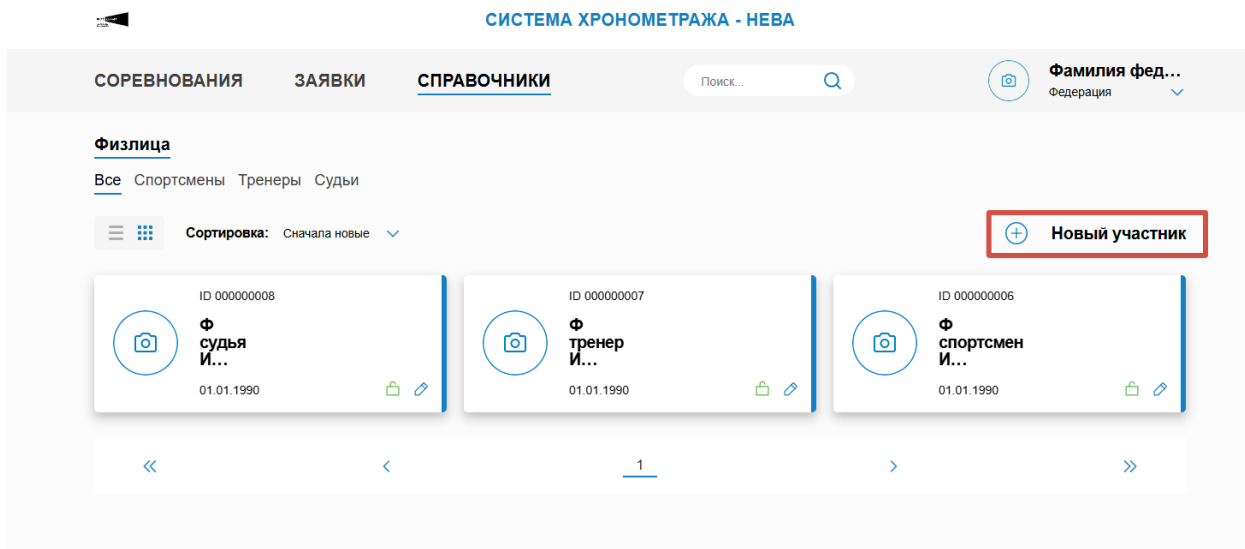 СИСТЕМА ХРОНОМЕТРАЖА - НЕВА
СОРЕВНОВАНИЯ ЗАЯВКИ СПРАВОЧНИКИ Поиск... Фамилия фед...
Федерация
Физлица
Все Спортсмены Тренеры Судьи
Сортировка: Сначала новые Новый участник
ID 000000008
Ф
судья
И...
01.01.1990
ID 000000007
Ф
тренер
И...
01.01.1990
ID 000000006
Ф
спортсмен
И...
01.01.1990
1